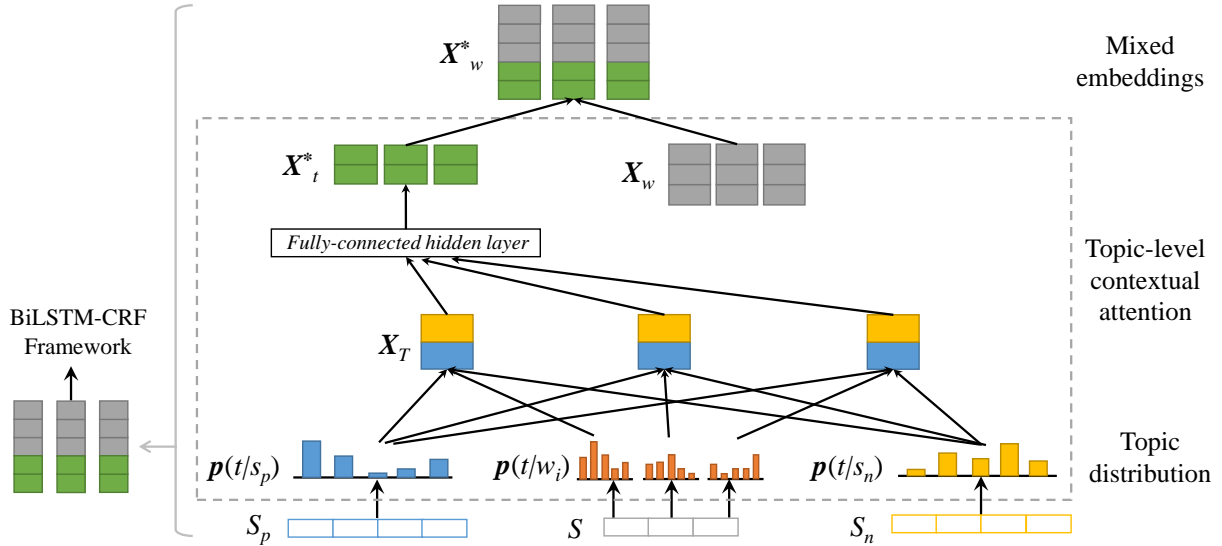 X*w
Mixed
embeddings
X*t
Xw
Fully-connected hidden layer
Topic-level
contextual
attention
BiLSTM-CRF
Framework
XT
p(t/sp)
p(t/wi)
p(t/sn)
Topic
distribution
Sp
S
Sn